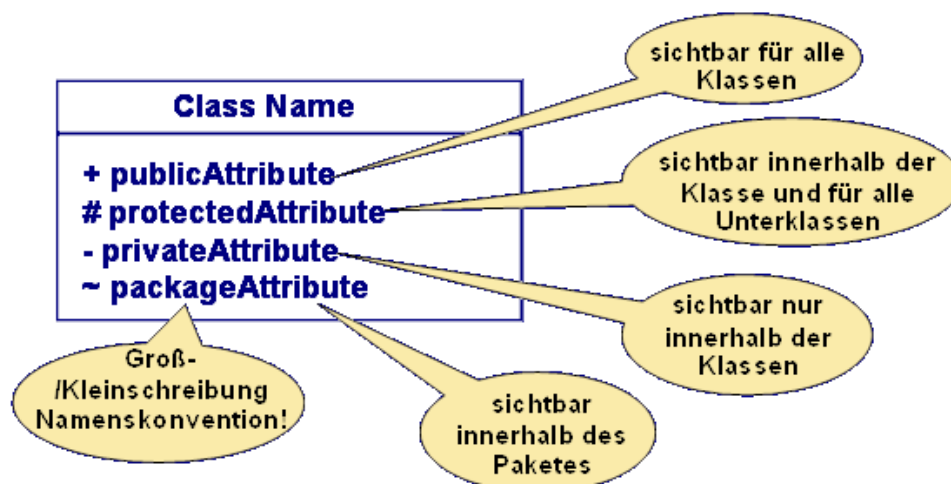 sichtbar für alle
Klassen
Class Name
+ publicAttribute
# protectedAttribute
- privateAttribute
~ packageAttribute
sichtbar innerhalb der
Klasse und für alle
Unterklassen
sichtbar nur
innerhalb der
Klassen
Groß-
/Kleinschreibung
Namenskonvention!
sichtbar
innerhalb des
Paketes